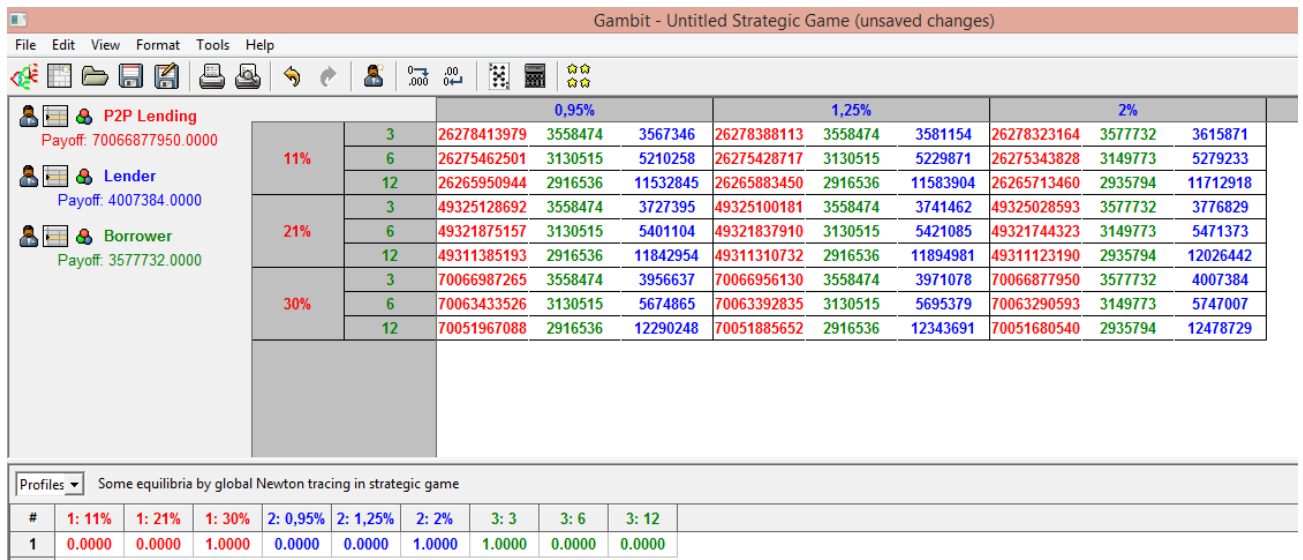 Gambit - Untitled Strategic Game (unsaved changes)
File Edit View Format Tools Help
0 .000 .00 0
P2P Lending
Payoff: 70066877950.0000
Lender
Payoff: 4007384.0000
Borrower
Payoff: 3577732.0000
0,95% 1,25% 2%
11% 3 26278413979 3558474 3567346 26278388113 3558474 3581154 26278323164 3577732 3615871
6 26275462501 3130515 5210258 26275428717 3130515 5229871 26275343828 3149773 5279233
12 26265950944 2916536 11532845 26265883450 2916536 11583904 26265713460 2935794 11712918
21% 3 49325128692 3558474 3727395 49325100181 3558474 3741462 49325028593 3577732 3776829
6 49321875157 3130515 5401104 49321837910 3130515 5421085 49321744323 3149773 5471373
12 49311385193 2916536 11842954 49311310732 2916536 11894981 49311123190 2935794 12026442
30% 3 70066987265 3558474 3956637 70066956130 3558474 3971078 70066877950 3577732 4007384
6 70063433526 3130515 5674865 70063392835 3130515 5695379 70063290593 3149773 5747007
12 70051967088 2916536 12290248 70051885652 2916536 12343691 70051680540 2935794 12478729
Profiles Some equilibria by global Newton tracing in strategic game
# 1: 11% 1: 21% 1: 30% 2: 0,95% 2: 1,25% 2: 2% 3: 3 3: 6 3: 12
1 0.0000 0.0000 1.0000 0.0000 0.0000 1.0000 1.0000 0.0000 0.0000